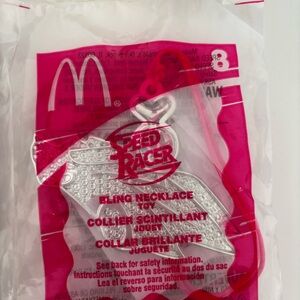 8
SPEED
RACER
BLING NECKLACE
TOY
COLLIER SCINTILLANT
JOUET
COLLAR BRILLANTE
JUGUETE
See back for safety information.
Instructions touchant la sécurité au dos du sac
Lea el reverso para información
sobre seguridad.